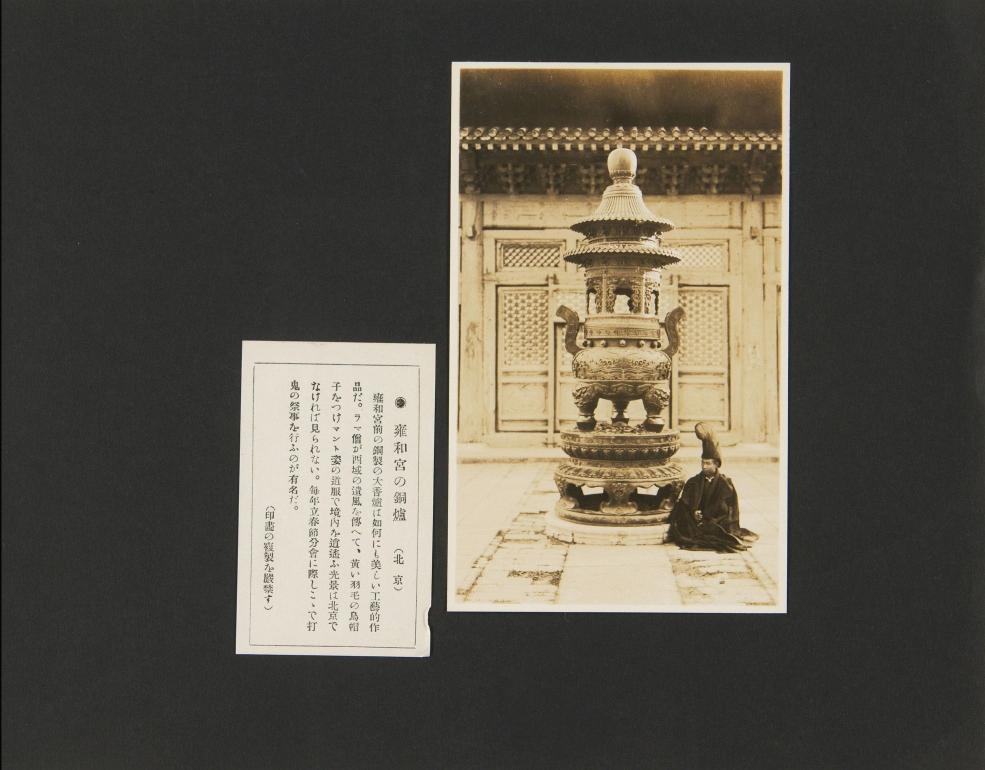 ◉ 雍和宮の銅爐 (北京)
雍和宮前の銅製の大香爐は如何にも美しい工藝的作
品だ。ラマ僧が西域の遺風を傳へて、黃い羽毛の烏帽
子をつけマント姿の道服で境內を逍遙ふ光景は北京で
なければ見られない。每年立春節分會に際しこゝで打
鬼の祭事を行ふのが有名だ。
(印畫の複製を嚴禁す)